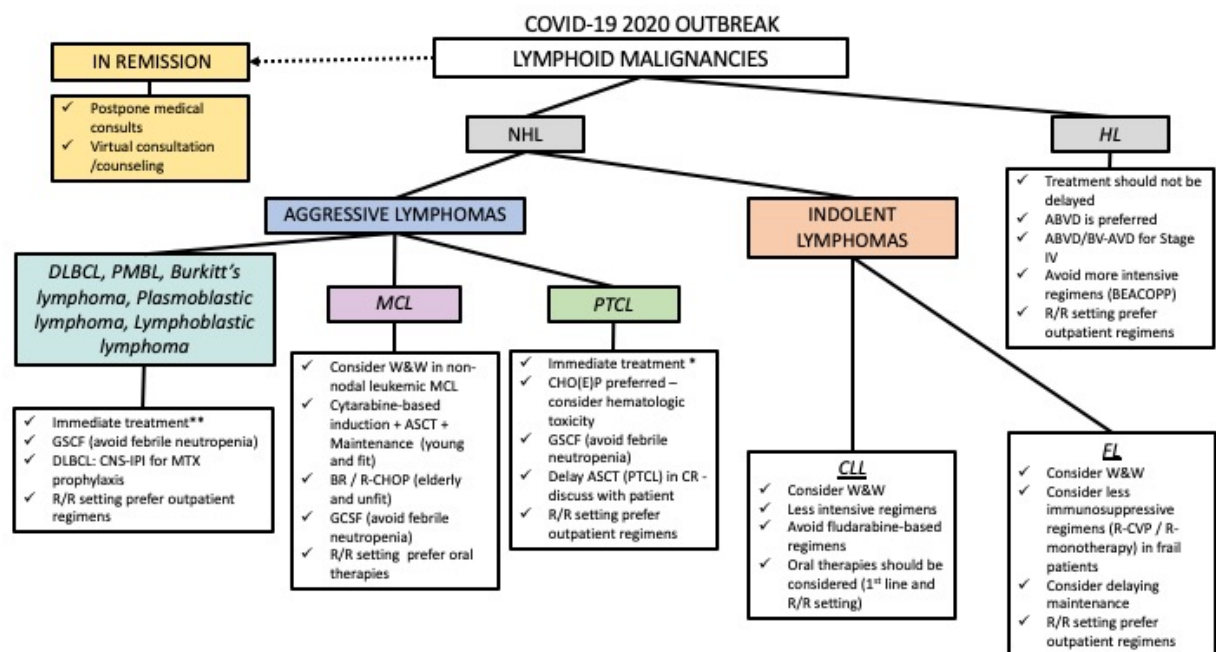 COVID-19 2020 OUTBREAK
LYMPHOID MALIGNANCIES
IN REMISSION
✓ Postpone medical
consults
✓ Virtual consultation
/counseling
NHL
HL
✓ Treatment should not be
delayed
✓ ABVD is preferred
✓ ABVD/BV-AVD for Stage
IV
✓ Avoid more intensive
regimens (BEACOPP)
✓ R/R setting prefer
outpatient regimens
AGGRESSIVE LYMPHOMAS
INDOLENT
LYMPHOMAS
DLBCL, PMBL, Burkitt's
lymphoma, Plasmoblastic
lymphoma, Lymphoblastic
lymphoma
✓ Immediate treatment**
✓ GSCF (avoid febrile neutropenia)
✓ DLBCL: CNS-IPI for MTX
prophylaxis
✓ R/R setting prefer outpatient
regimens
MCL
✓ Consider W&W in non-
nodal leukemic MCL
✓ Cytarabine-based
induction + ASCT +
Maintenance (young
and fit)
✓ BR / R-CHOP (elderly
and unfit)
✓ GCSF (avoid febrile
neutropenia)
✓ R/R setting prefer oral
therapies
PTCL
✓ Immediate treatment *
✓ CHO(E)P preferred –
consider hematologic
toxicity
✓ GSCF (avoid febrile
neutropenia)
✓ Delay ASCT (PTCL) in CR -
discuss with patient
✓ R/R setting prefer
outpatient regimens
CLL
✓ Consider W&W
✓ Less intensive regimens
✓ Avoid fludarabine-based
regimens
✓ Oral therapies should be
considered (1st line and
R/R setting)
FL
✓ Consider W&W
✓ Consider less
immunosuppressive
regimens (R-CVP / R-
monotherapy) in frail
patients
✓ Consider delaying
maintenance
✓ R/R setting prefer
outpatient regimens